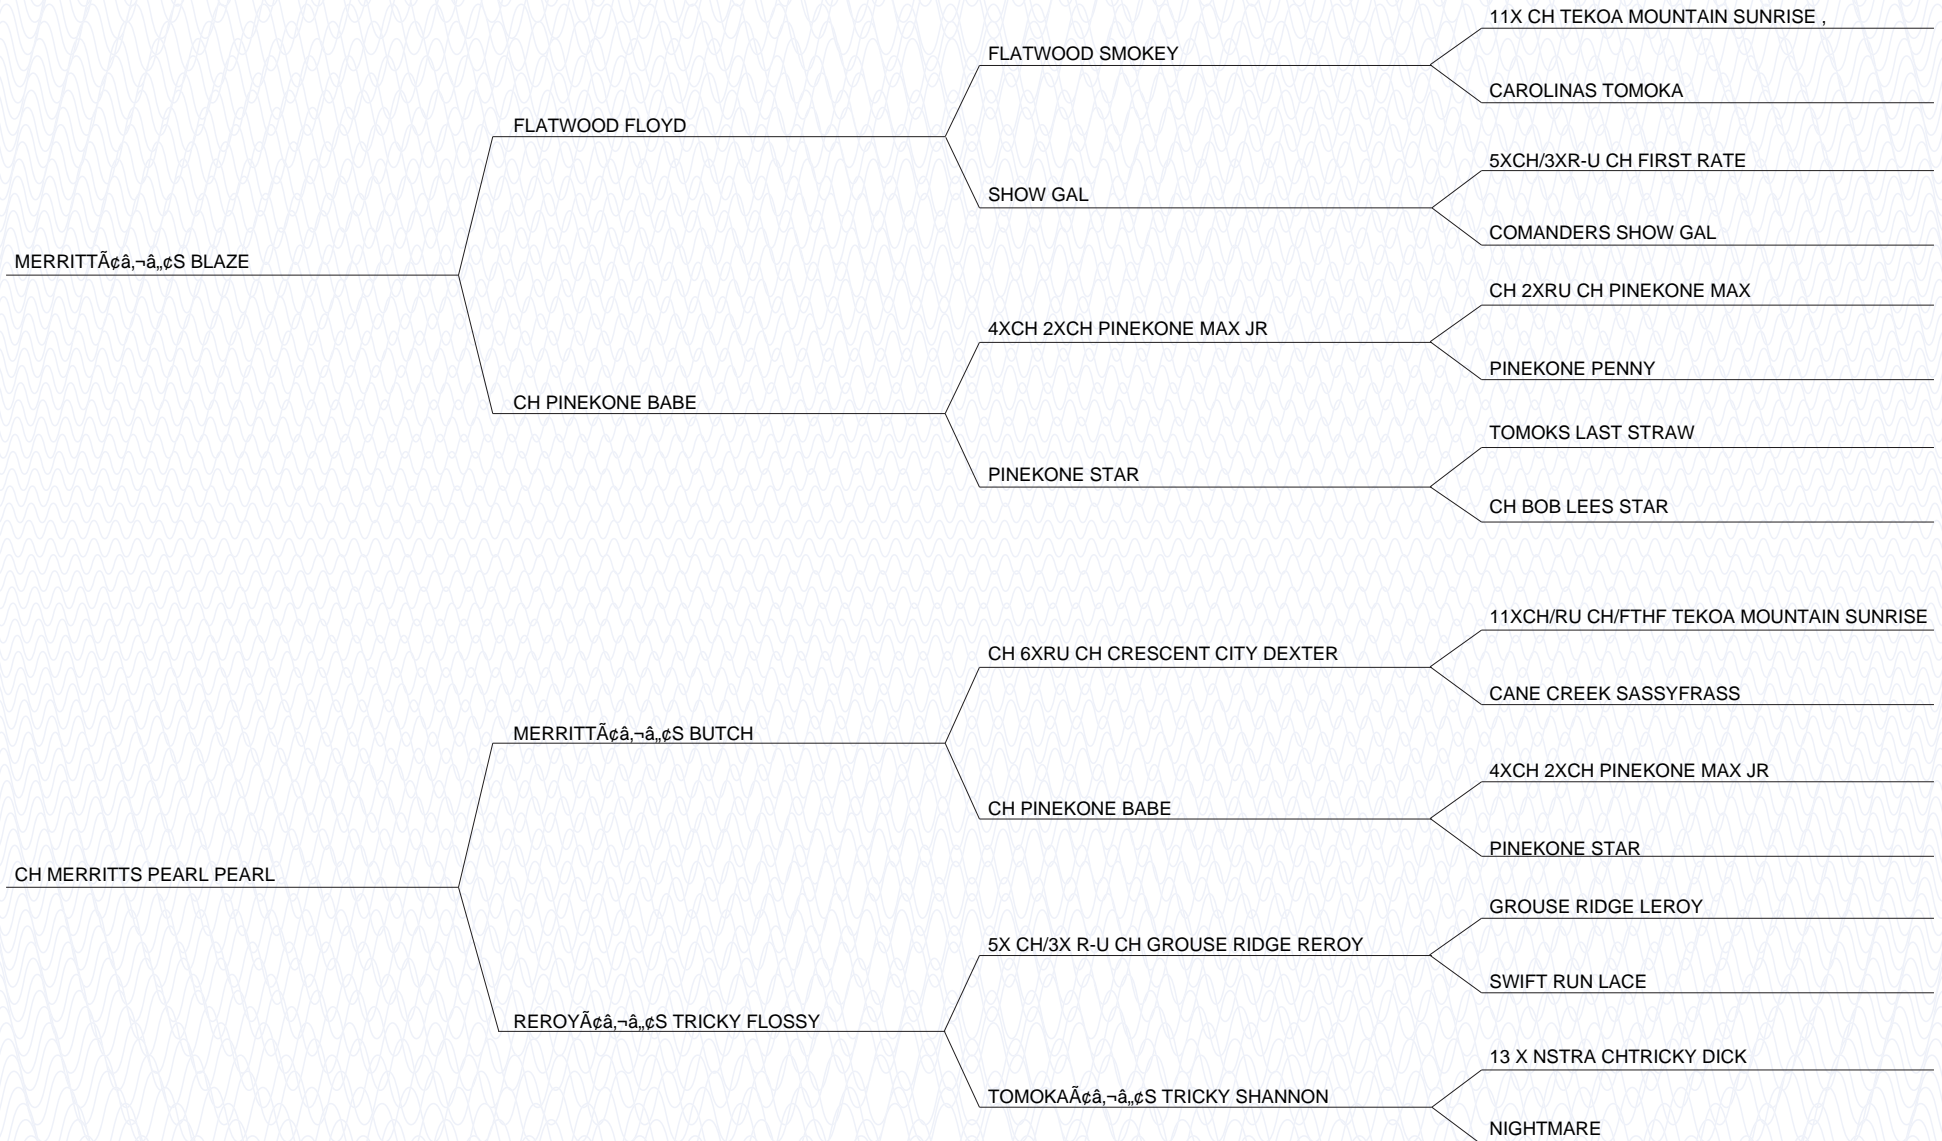 11X CH TEKOA MOUNTAIN SUNRISE ,
FLATWOOD SMOKEY
CAROLINAS TOMOKA
FLATWOOD FLOYD
5XCH/3XR-U CH FIRST RATE
SHOW GAL
COMANDERS SHOW GAL
MERRITTÃ¢â‚¬â„¢S BLAZE
CH 2XRU CH PINEKONE MAX
4XCH 2XCH PINEKONE MAX JR
PINEKONE PENNY
CH PINEKONE BABE
TOMOKS LAST STRAW
PINEKONE STAR
CH BOB LEES STAR
11XCH/RU CH/FTHF TEKOA MOUNTAIN SUNRISE
CH 6XRU CH CRESCENT CITY DEXTER
CANE CREEK SASSYFRASS
MERRITTÃ¢â‚¬â„¢S BUTCH
4XCH 2XCH PINEKONE MAX JR
CH PINEKONE BABE
PINEKONE STAR
CH MERRITTS PEARL PEARL
GROUSE RIDGE LEROY
5X CH/3X R-U CH GROUSE RIDGE REROY
SWIFT RUN LACE
REROYÃ¢â‚¬â„¢S TRICKY FLOSSY
13 X NSTRA CHTRICKY DICK
TOMOKAÃ¢â‚¬â„¢S TRICKY SHANNON
NIGHTMARE